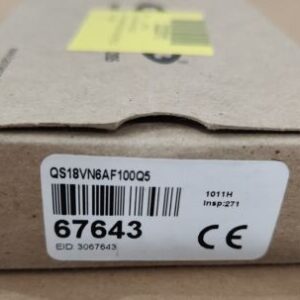 QS18VN6AF100Q5
1011H
Insp:271
67643
EID: 3067643
CE